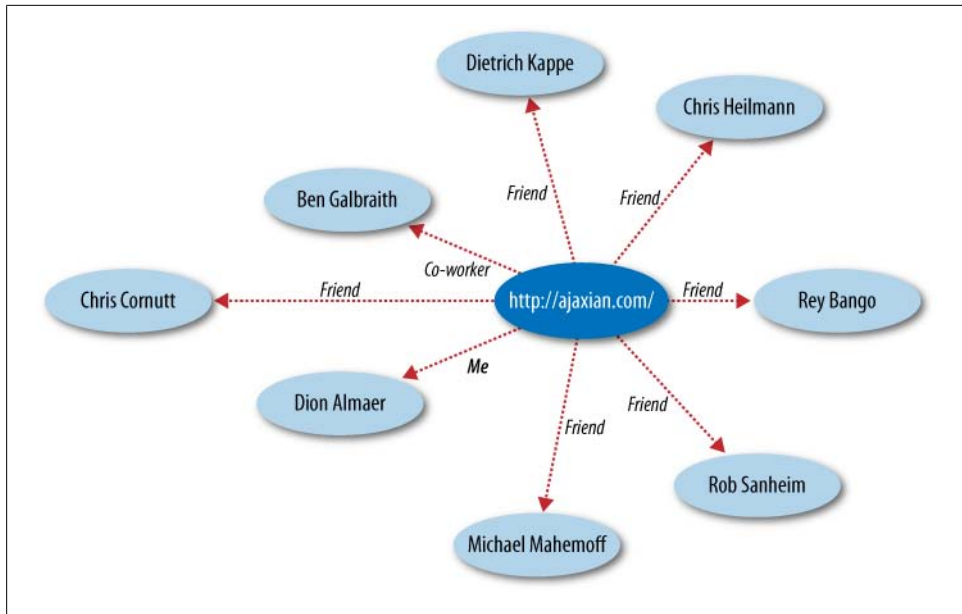 Dietrich Kappe
Chris Heilmann
Friend
Friend
Ben Galbraith
Co-worker
Chris Cornutt
Friend
http://ajaxian.com/
Friend
Rey Bango
Me
Dion Almaer
Friend
Friend
Rob Sanheim
Michael Mahemoff